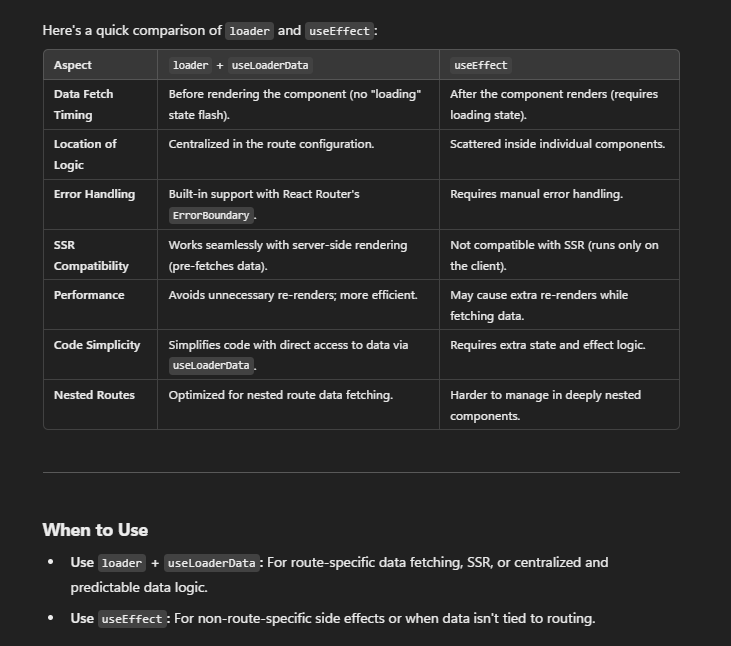 Here's a quick comparison of loader and useEffect:
Aspect loader + useLoaderData useEffect
Data Fetch Timing Before rendering the component (no "loading" state flash). After the component renders (requires loading state).
Location of Logic Centralized in the route configuration. Scattered inside individual components.
Error Handling Built-in support with React Router's ErrorBoundary. Requires manual error handling.
SSR Compatibility Works seamlessly with server-side rendering (pre-fetches data). Not compatible with SSR (runs only on the client).
Performance Avoids unnecessary re-renders; more efficient. May cause extra re-renders while fetching data.
Code Simplicity Simplifies code with direct access to data via useLoaderData. Requires extra state and effect logic.
Nested Routes Optimized for nested route data fetching. Harder to manage in deeply nested components.
When to Use
• Use loader + useLoaderData: For route-specific data fetching, SSR, or centralized and
predictable data logic.
• Use useEffect: For non-route-specific side effects or when data isn't tied to routing.